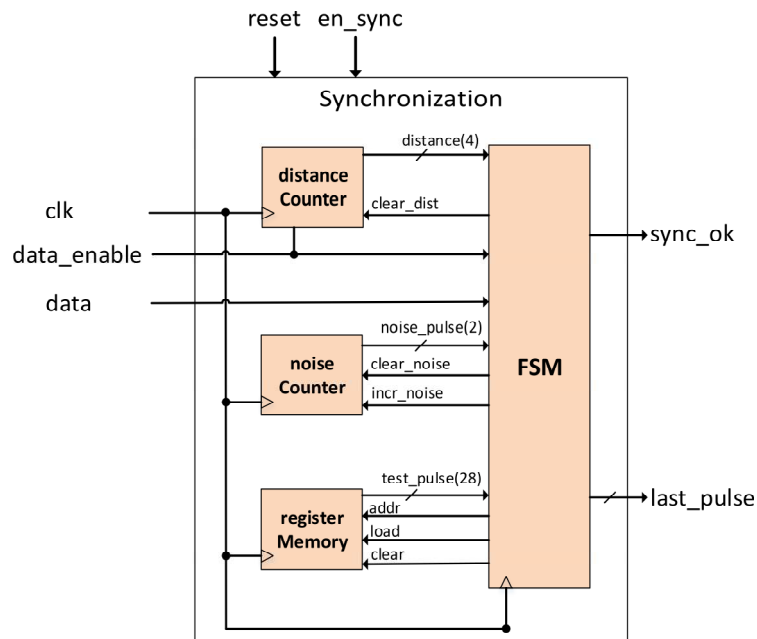 reset en_sync
Synchronization
distance(4)
distance
Counter
clear_dist
clk
sync_ok
data_enable
data
noise_pulse(2)
noise
Counter
clear_noise
FSM
incr_noise
test_pulse(28)
last_pulse
addr
register
Memory
load
clear